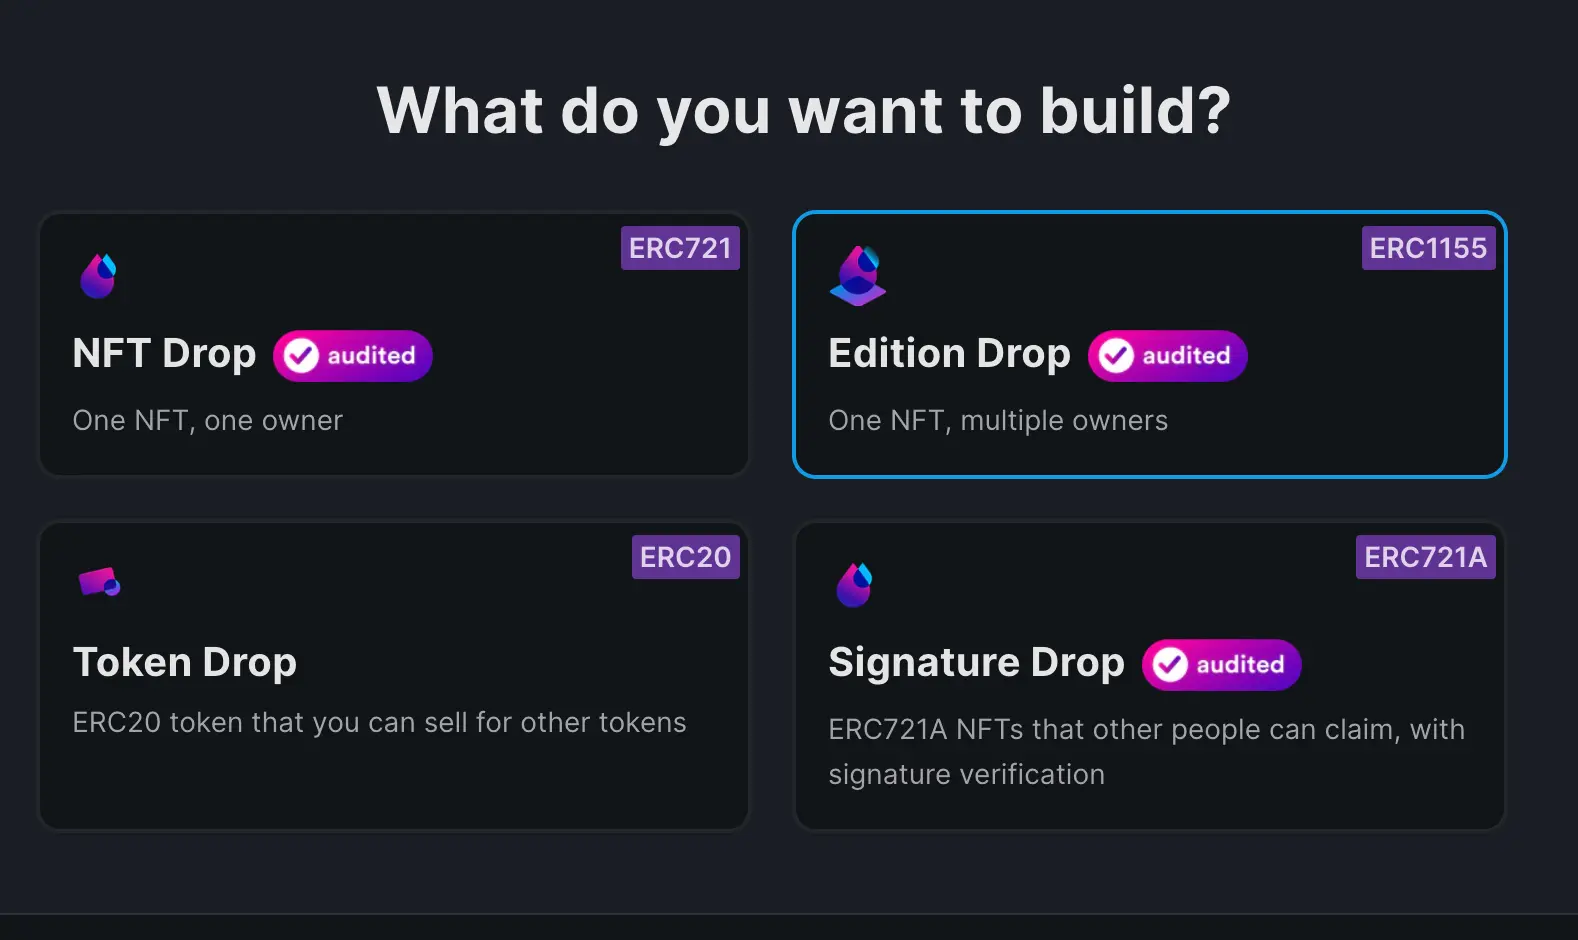 What do you want to build?
ERC721
NFT Drop audited
One NFT, one owner
ERC1155
Edition Drop audited
One NFT, multiple owners
ERC20
Token Drop
ERC20 token that you can sell for other tokens
ERC721A
Signature Drop audited
ERC721A NFTs that other people can claim, with
signature verification